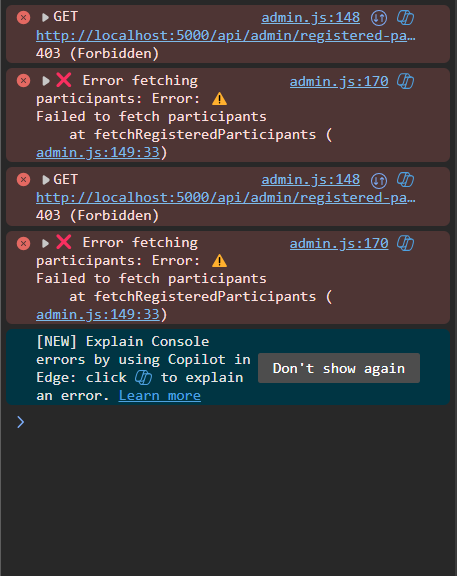 GET admin.js:148
http://localhost:5000/api/admin/registered-pa…
403 (Forbidden)
❌ Error fetching admin.js:170
participants: Error: ⚠️
Failed to fetch participants
at fetchRegisteredParticipants (
admin.js:149:33)
GET admin.js:148
http://localhost:5000/api/admin/registered-pa…
403 (Forbidden)
❌ Error fetching admin.js:170
participants: Error: ⚠️
Failed to fetch participants
at fetchRegisteredParticipants (
admin.js:149:33)
[NEW] Explain Console
errors by using Copilot in
Edge: click to explain
an error. Learn more
Don't show again